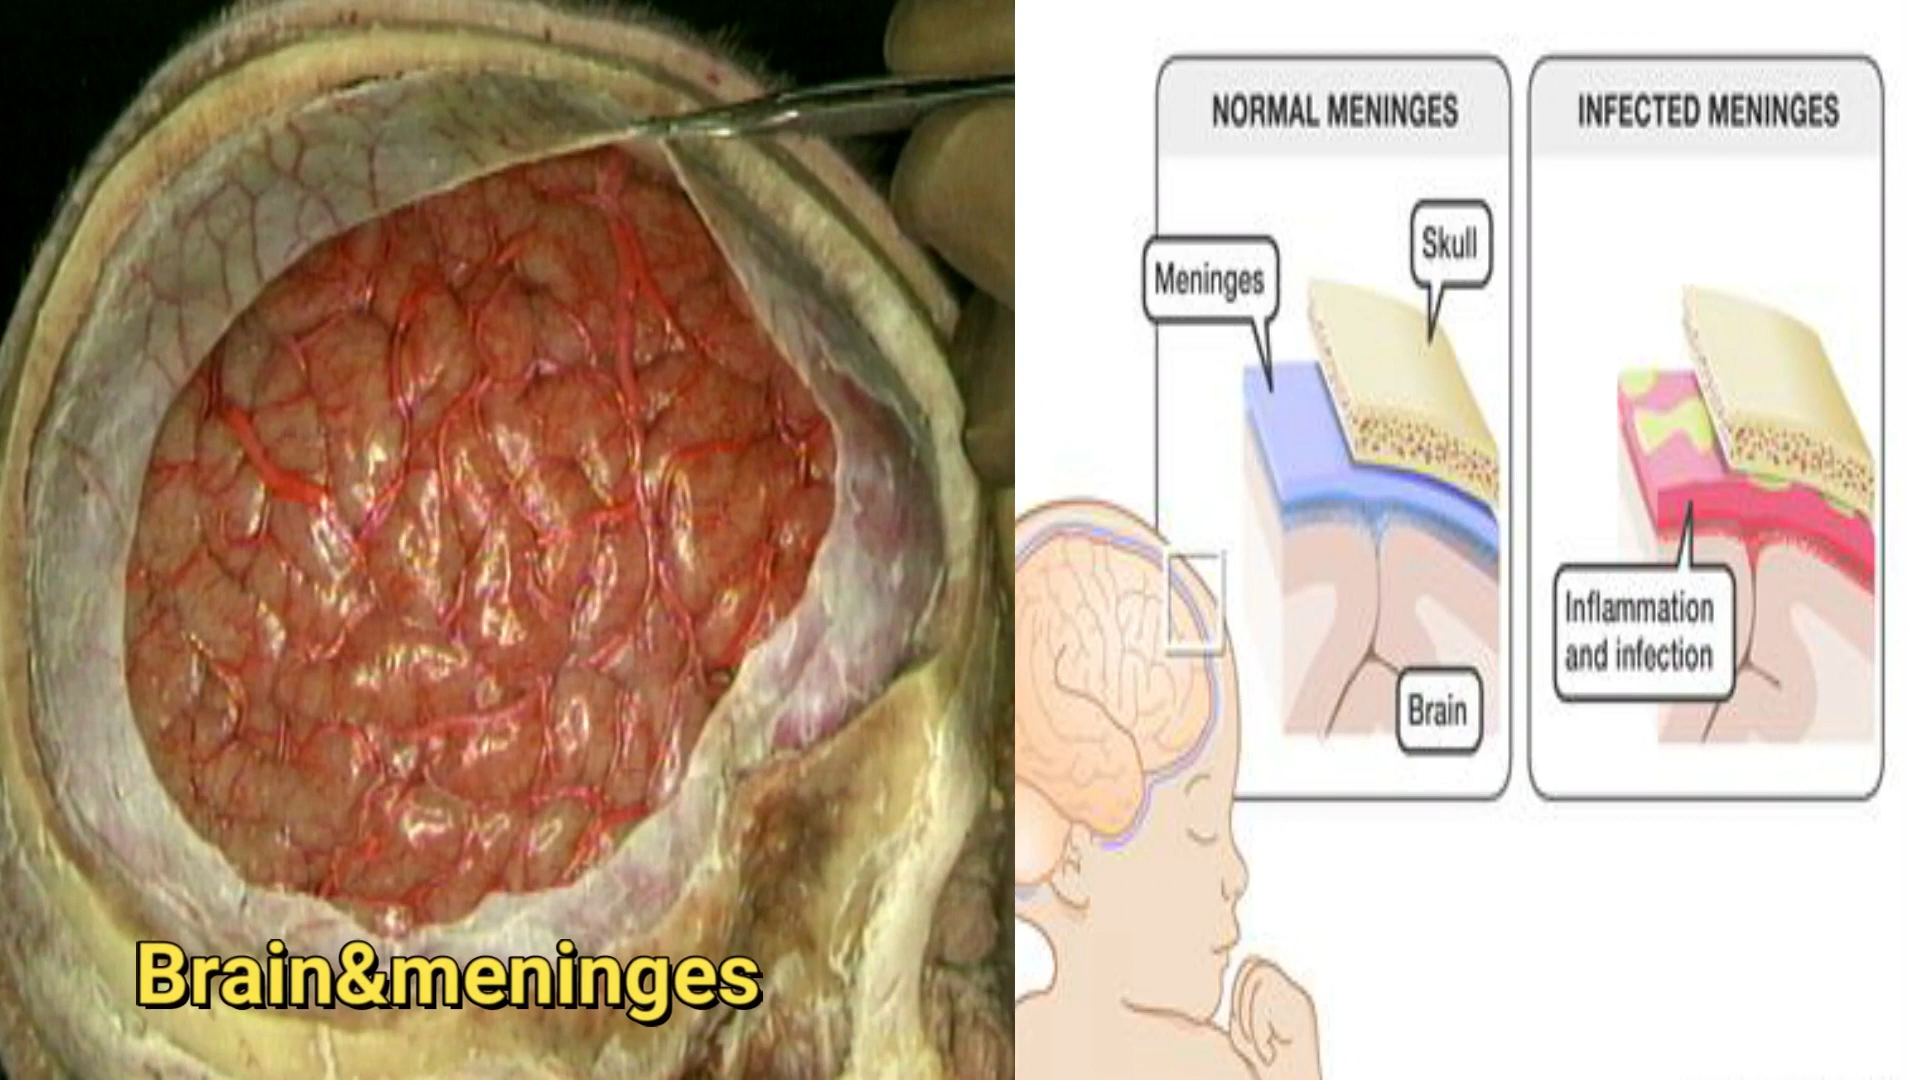 Brain&meninges
NORMAL MENINGES
Meninges
Skull
Brain
INFECTED MENINGES
Inflammation
and infection